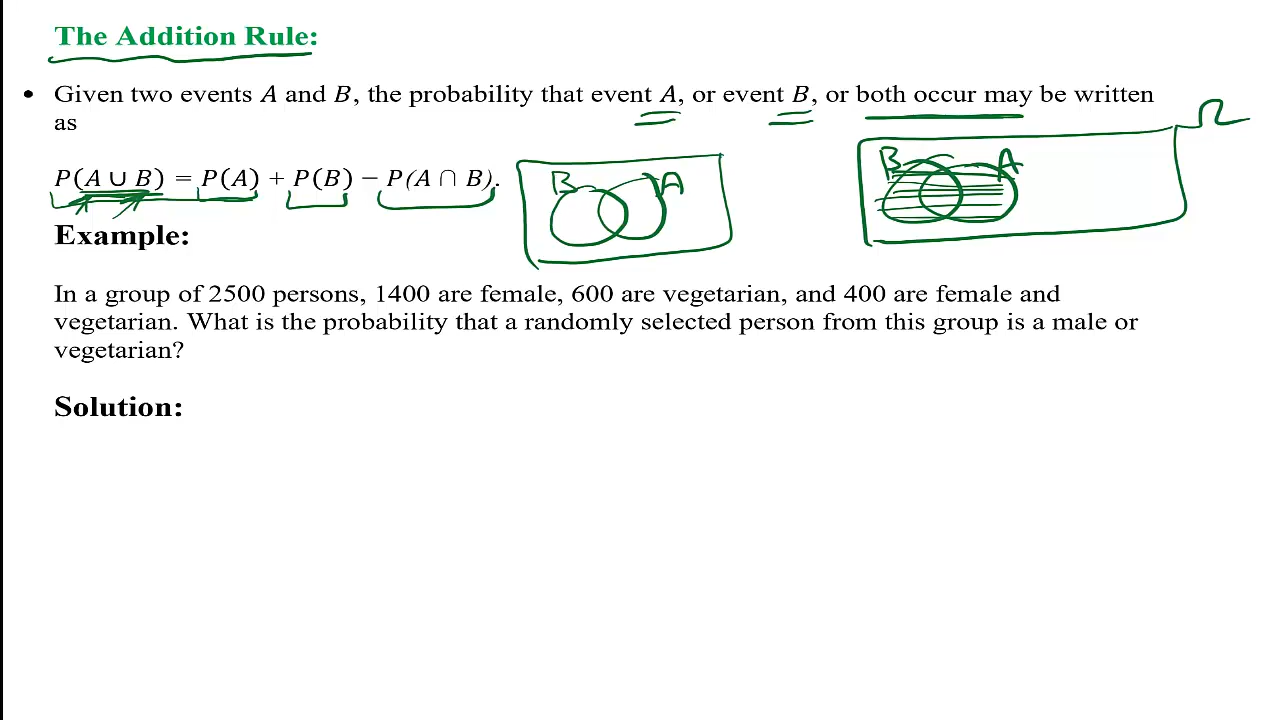 The Addition Rule:
• Given two events A and B, the probability that event A, or event B, or both occur may be written
as
Ω
B A
B A
P(A ∪ B) = P(A) + P(B) − P(A ∩ B).
Example:
In a group of 2500 persons, 1400 are female, 600 are vegetarian, and 400 are female and
vegetarian. What is the probability that a randomly selected person from this group is a male or
vegetarian?
Solution: